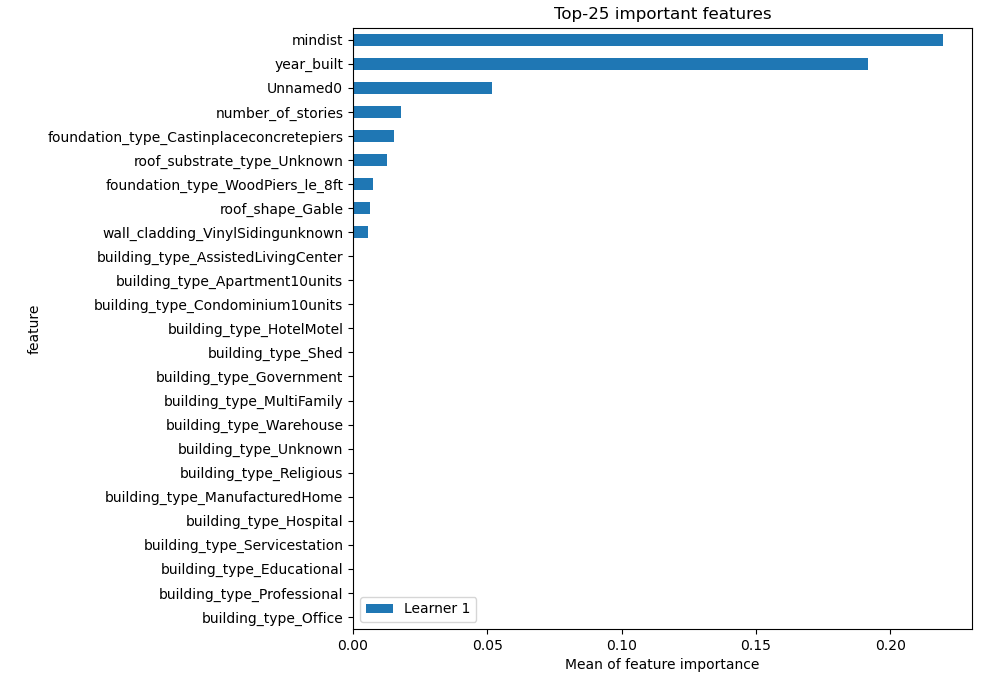 Top-25 important features
mindist
year_built
Unnamed0
number_of_stories
foundation_type_Castinplaceconcretepiers
roof_substrate_type_Unknown
foundation_type_WoodPiers_le_8ft
roof_shape_Gable
wall_cladding_VinylSidingunknown
building_type_AssistedLivingCenter
building_type_Apartment10units
building_type_Condominium10units
building_type_HotelMotel
building_type_Shed
building_type_Government
building_type_MultiFamily
building_type_Warehouse
building_type_Unknown
building_type_Religious
building_type_ManufacturedHome
building_type_Hospital
building_type_Servicestation
building_type_Educational
building_type_Professional
building_type_Office
feature
Learner 1
0.00 0.05 0.10 0.15 0.20
Mean of feature importance